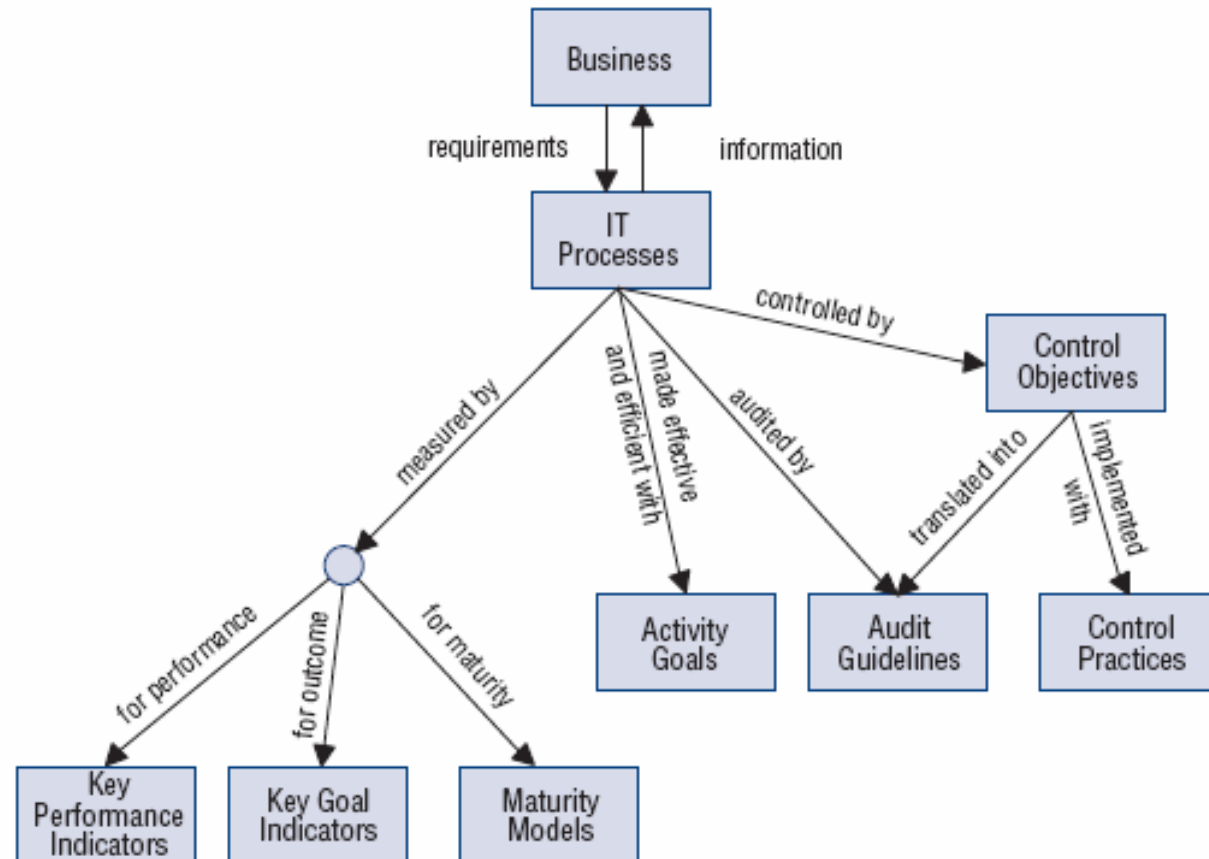 Business
requirements
information
IT
Processes
controlled by
Control
Objectives
measured by
made effective
and efficient with
audited by
translated into
implemented
with
Activity
Goals
Audit
Guidelines
Control
Practices
for performance
for outcome
for maturity
Key
Performance
Indicators
Key Goal
Indicators
Maturity
Models